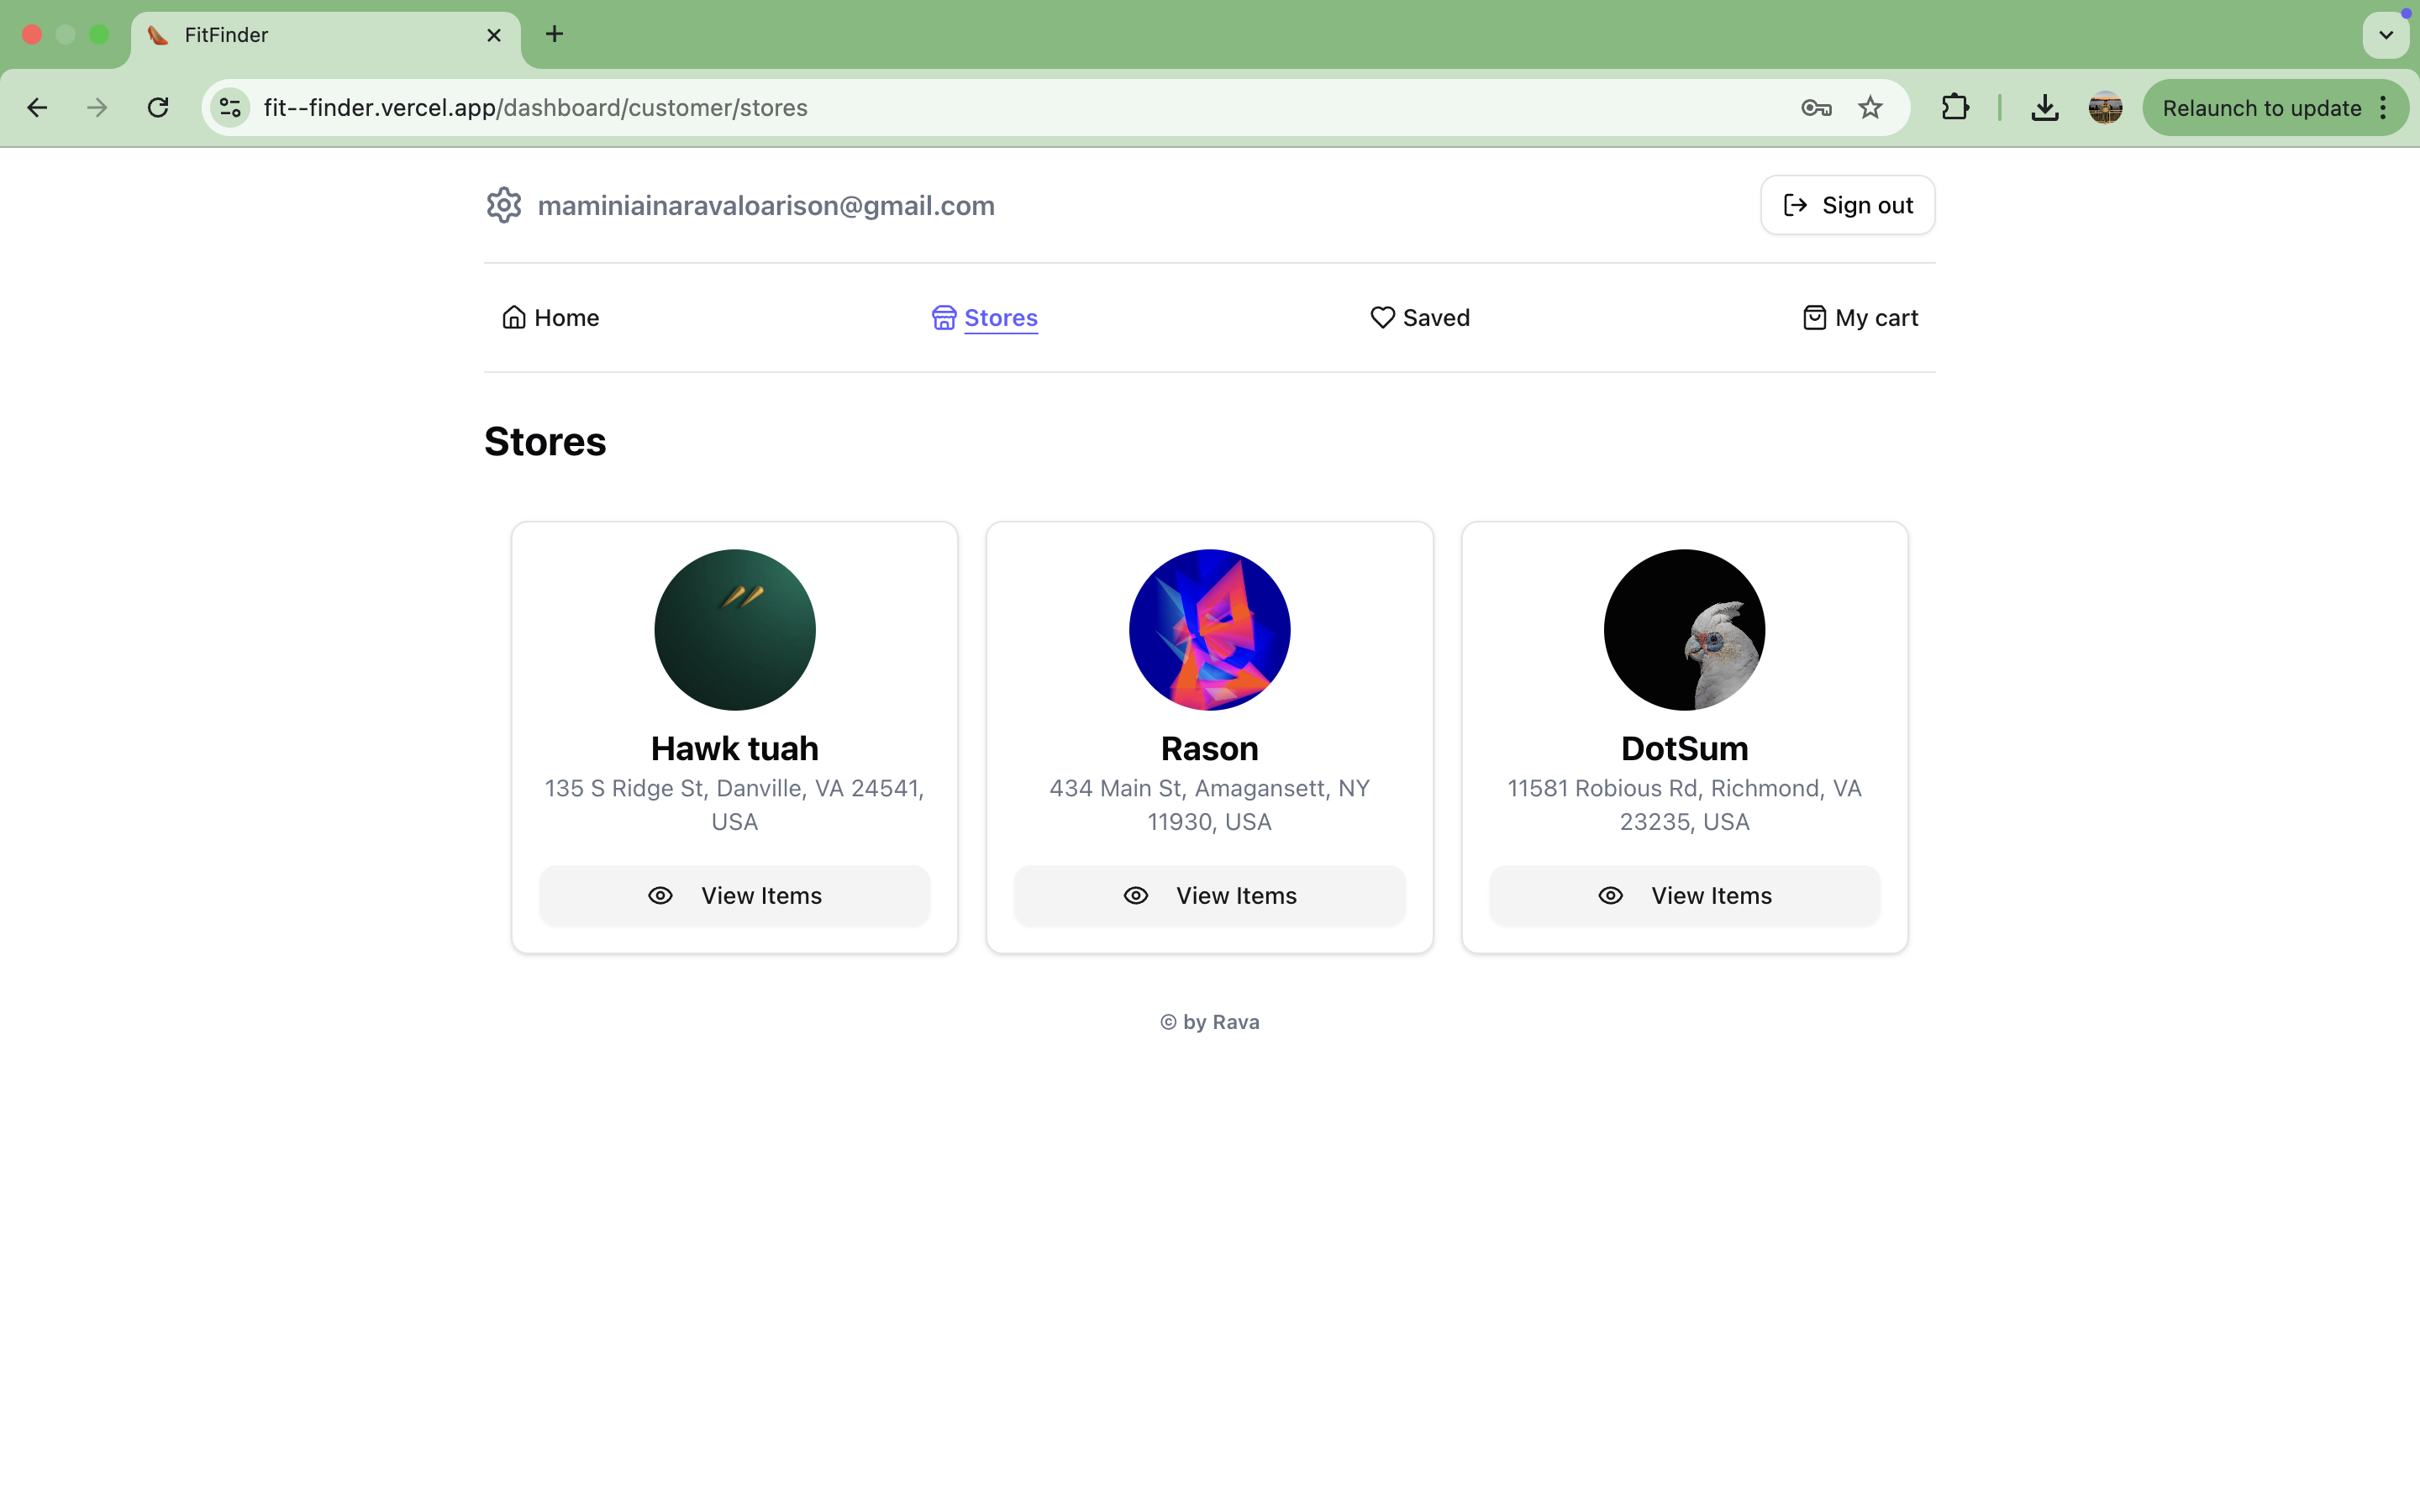 FitFinder
fit--finder.vercel.app/dashboard/customer/stores
Relaunch to update
maminiainaravaloarison@gmail.com
Sign out
Home
Stores
Saved
My cart
Stores
Hawk tuah
135 S Ridge St, Danville, VA 24541,
USA
View Items
Rason
434 Main St, Amagansett, NY
11930, USA
View Items
DotSum
11581 Robious Rd, Richmond, VA
23235, USA
View Items
© by Rava